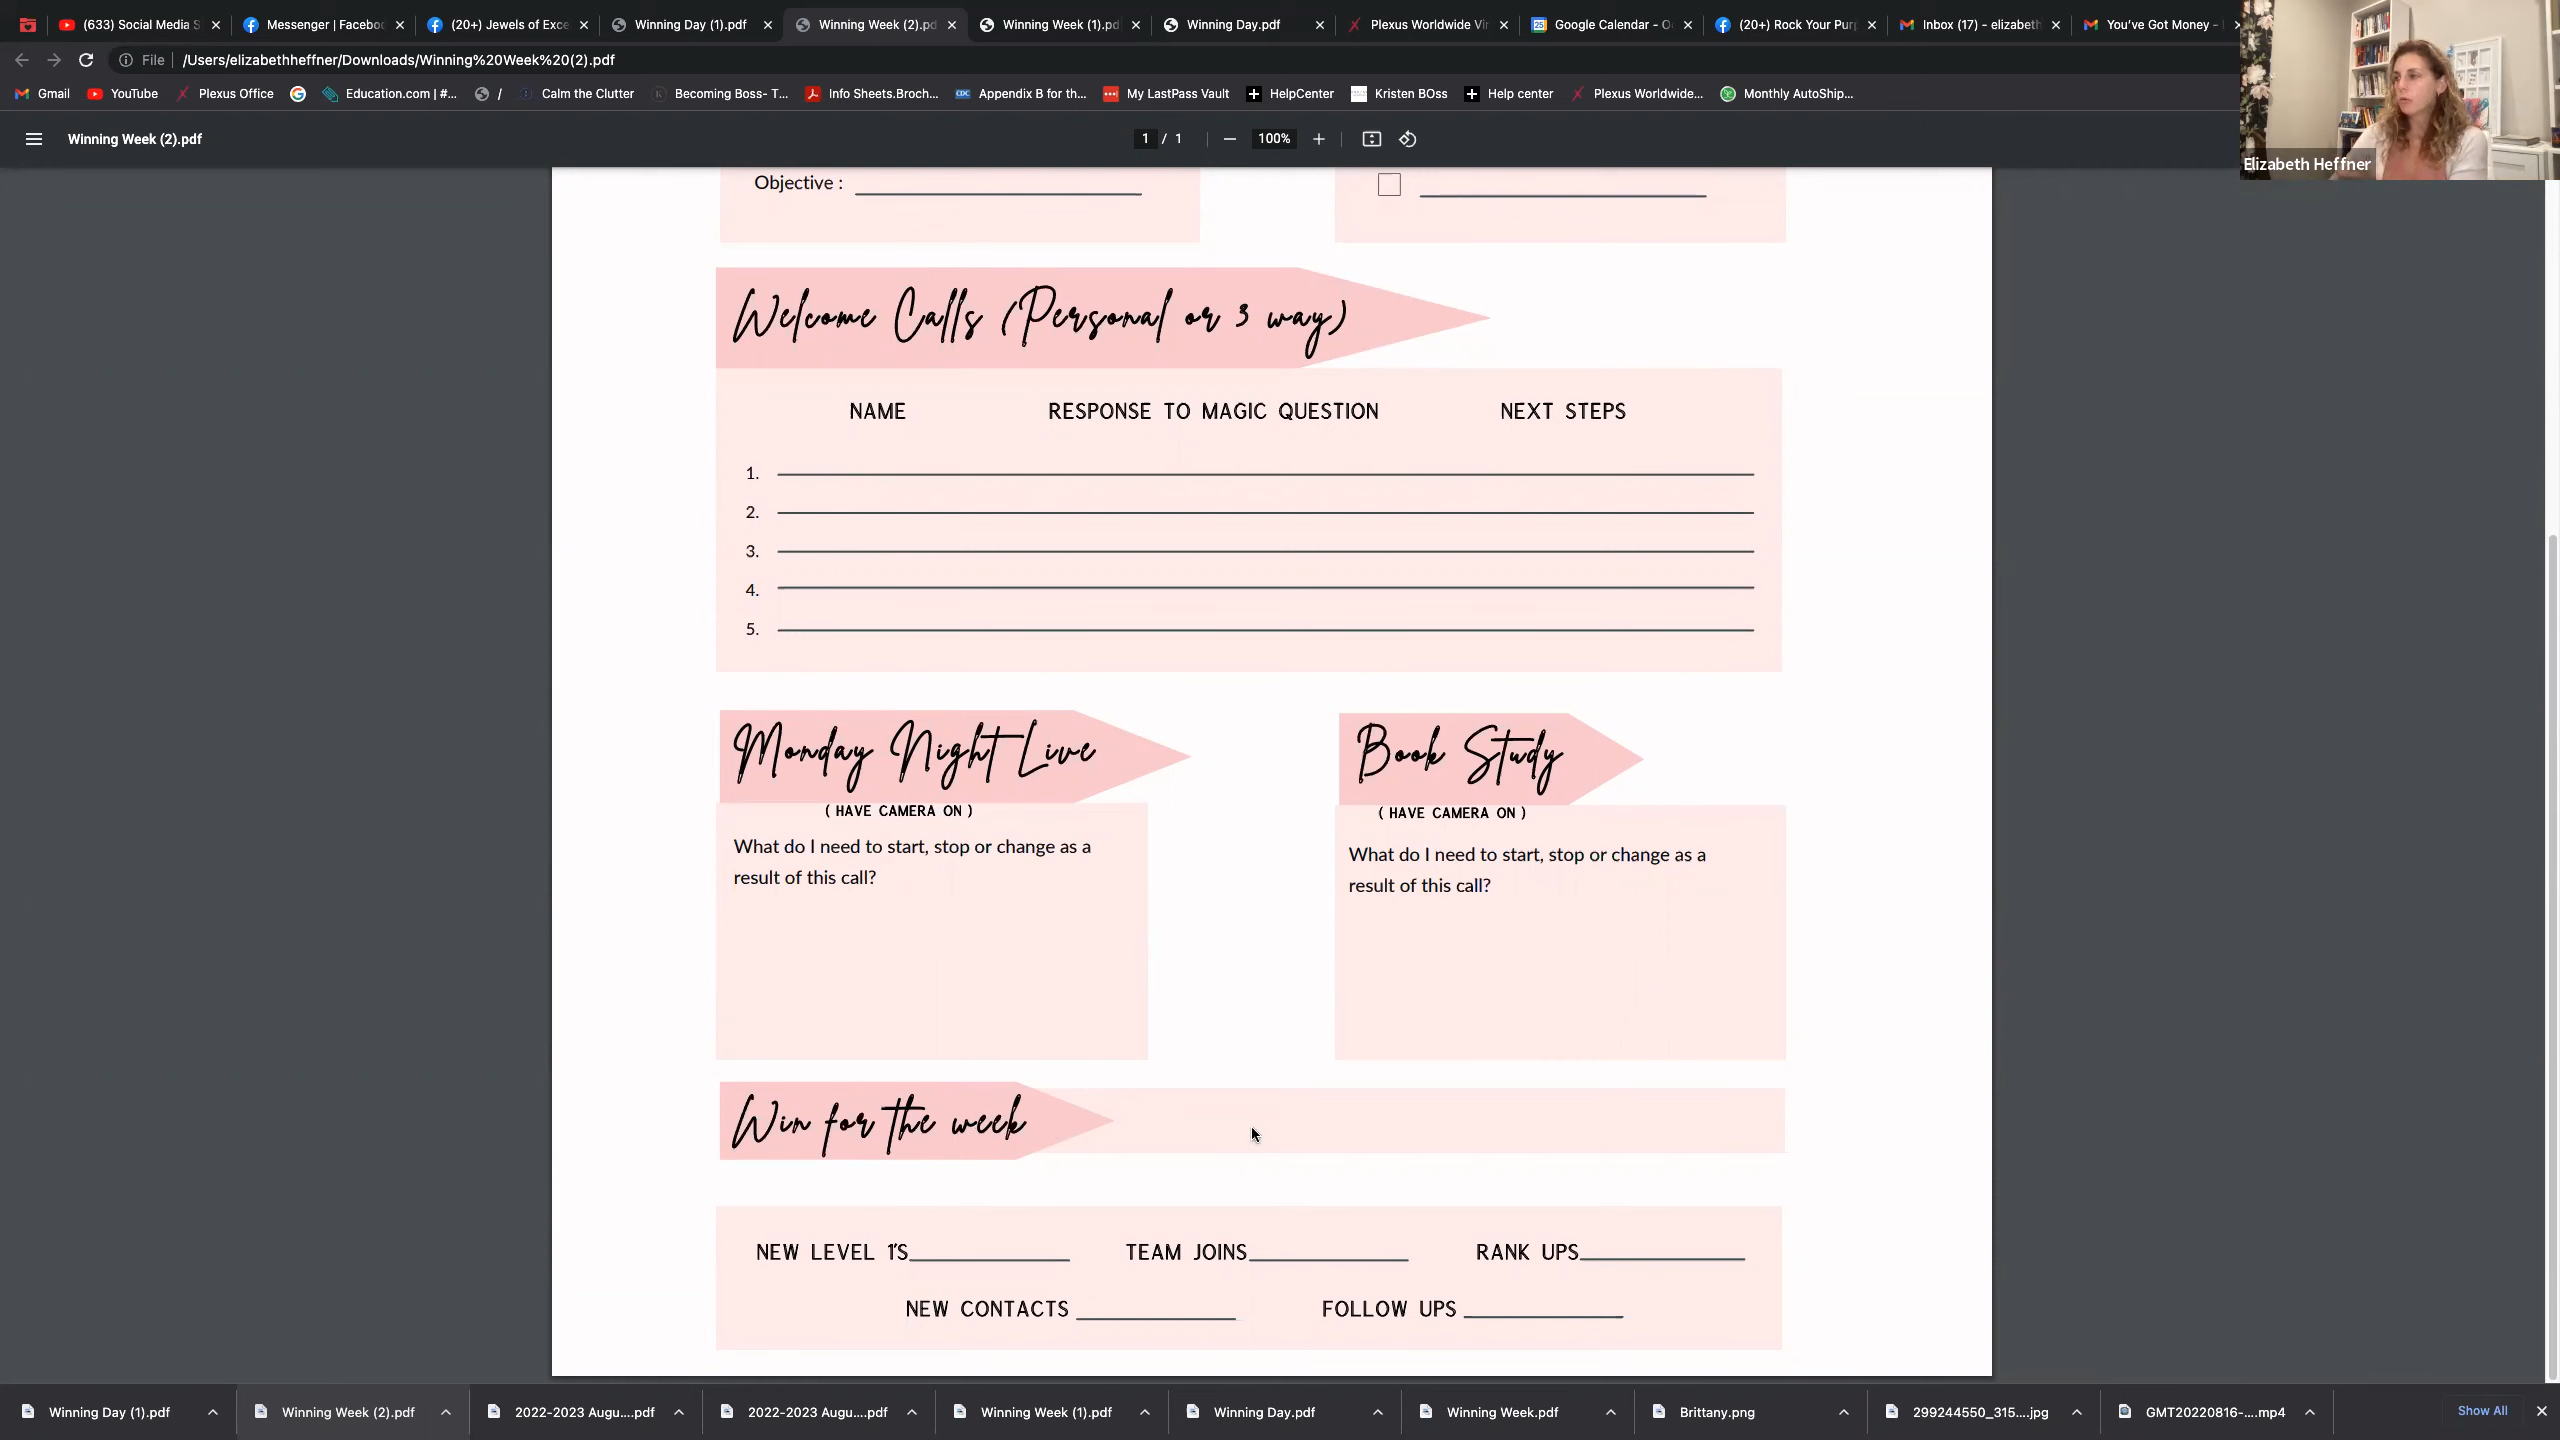 (633) Social Media S
Messenger | Faceboo
(20+) Jewels of Exce
Winning Day (1).pdf
Winning Week (2).pd
Winning Week (1).pd
Winning Day.pdf
Plexus Worldwide Vir
Google Calendar - O
(20+) Rock Your Purp
Inbox (17) - elizabeth
You've Got Money -
File /Users/elizabethheffner/Downloads/Winning%20Week%20(2).pdf
Gmail YouTube Plexus Office Education.com | #... / Calm the Clutter Becoming Boss- T... Info Sheets.Broch... CDC Appendix B for th... My LastPass Vault HelpCenter Kristen BOss Help center Plexus Worldwide... Monthly AutoShip...
Winning Week (2).pdf 1 / 1 100%
Elizabeth Heffner
Objective :
Welcome Calls (Personal or 3 way)
NAME RESPONSE TO MAGIC QUESTION NEXT STEPS
1.
2.
3.
4.
5.
Monday Night Live
(HAVE CAMERA ON)
What do I need to start, stop or change as a
result of this call?
Book Study
(HAVE CAMERA ON)
What do I need to start, stop or change as a
result of this call?
Win for the week
NEW LEVEL 1'S TEAM JOINS RANK UPS
NEW CONTACTS FOLLOW UPS
Winning Day (1).pdf
Winning Week (2).pdf
2022-2023 Augu....pdf
2022-2023 Augu....pdf
Winning Week (1).pdf
Winning Day.pdf
Winning Week.pdf
Brittany.png
299244550_315....jpg
GMT20220816-....mp4
Show All